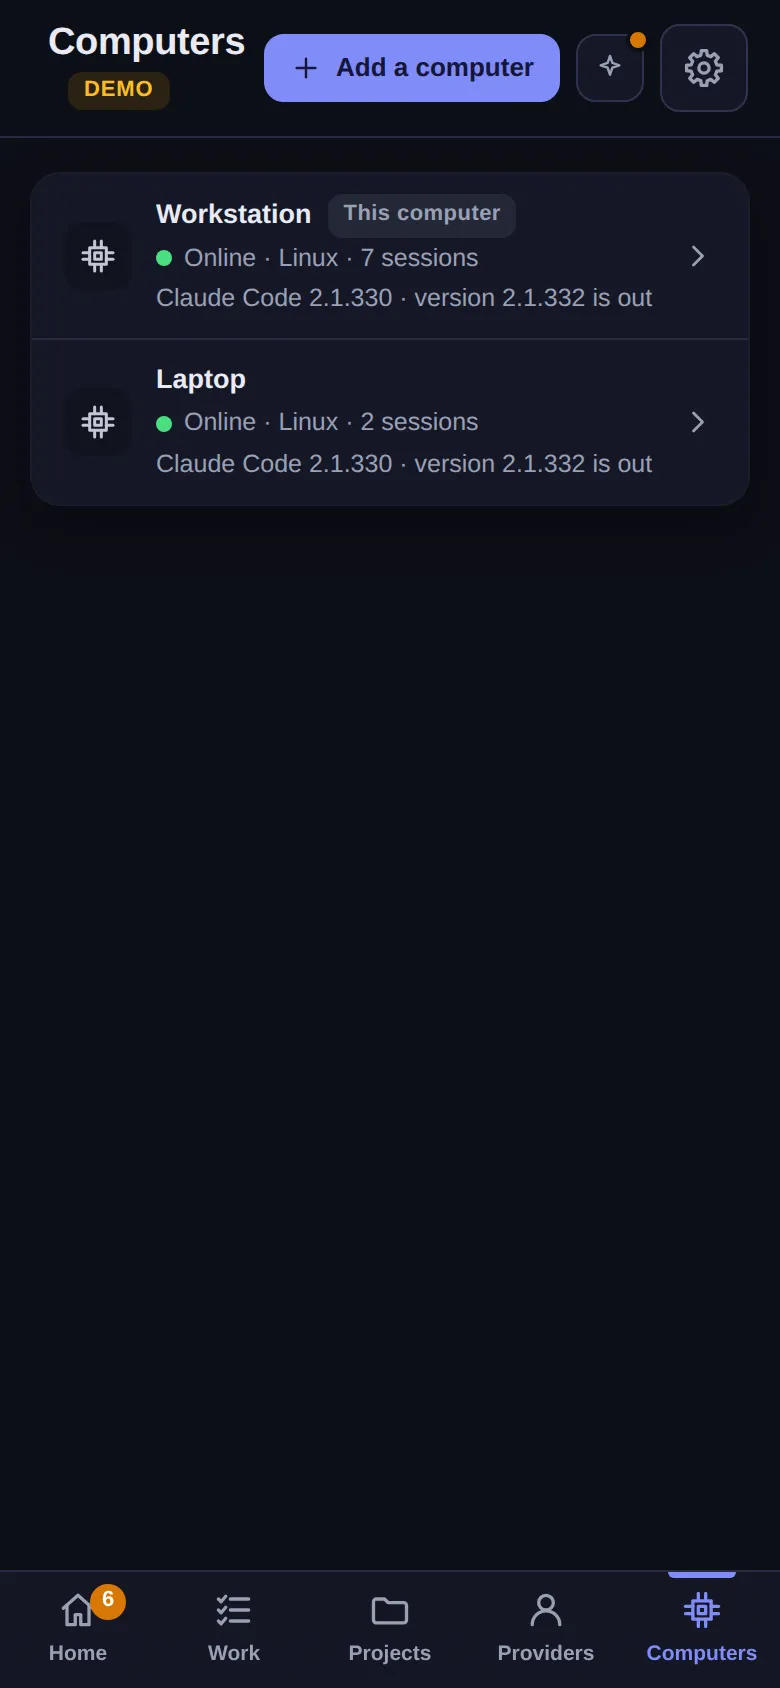 Computers
DEMO
Add a computer
Workstation This computer
Online · Linux · 7 sessions
Claude Code 2.1.330 · version 2.1.332 is out
Laptop
Online · Linux · 2 sessions
Claude Code 2.1.330 · version 2.1.332 is out
6
Home Work Projects Providers Computers